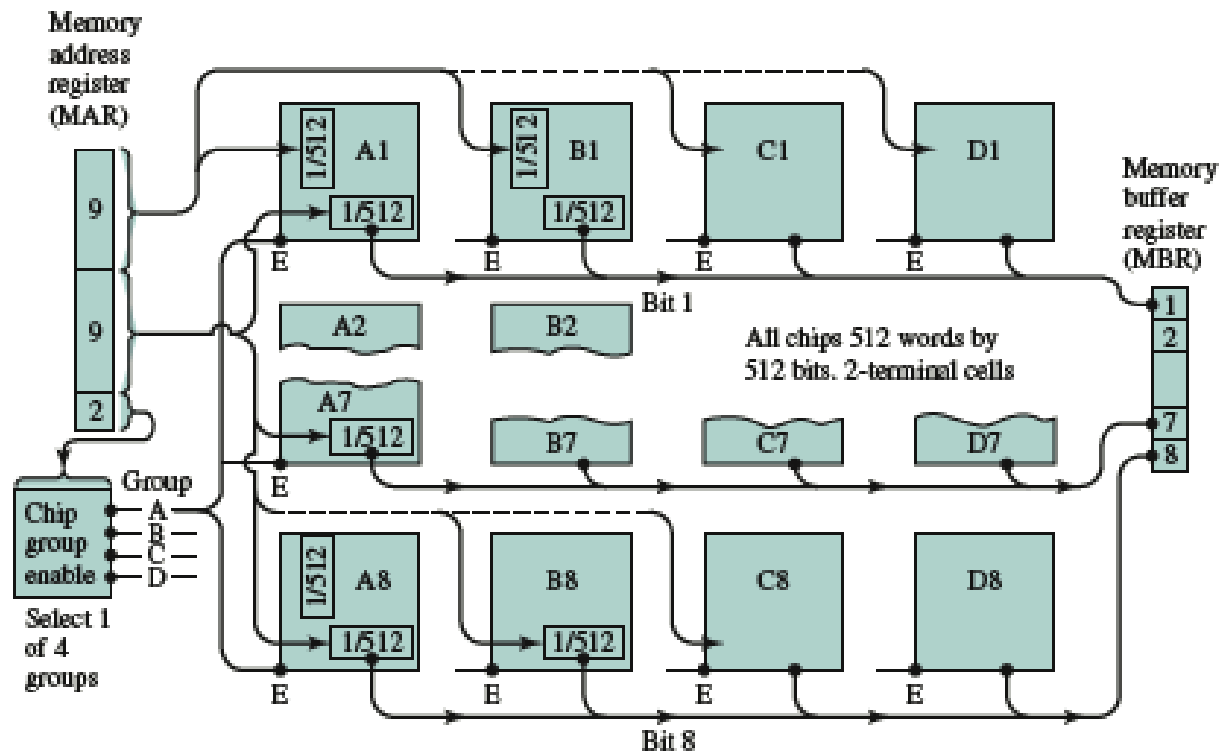 Memory
address
register
(MAR)
9
9
2
1/512
A1
1/512
E
1/512
B1
1/512
E
C1
E
D1
E
Memory
buffer
register
(MBR)
Bit 1
1
2
7
8
A2
B2
All chips 512 words by
512 bits. 2-terminal cells
A7
1/512
E
B7
C7
D7
Group
Chip
group
enable
A
B
C
D
Select 1
of 4
groups
1/512
A8
1/512
E
B8
1/512
E
C8
E
D8
E
Bit 8